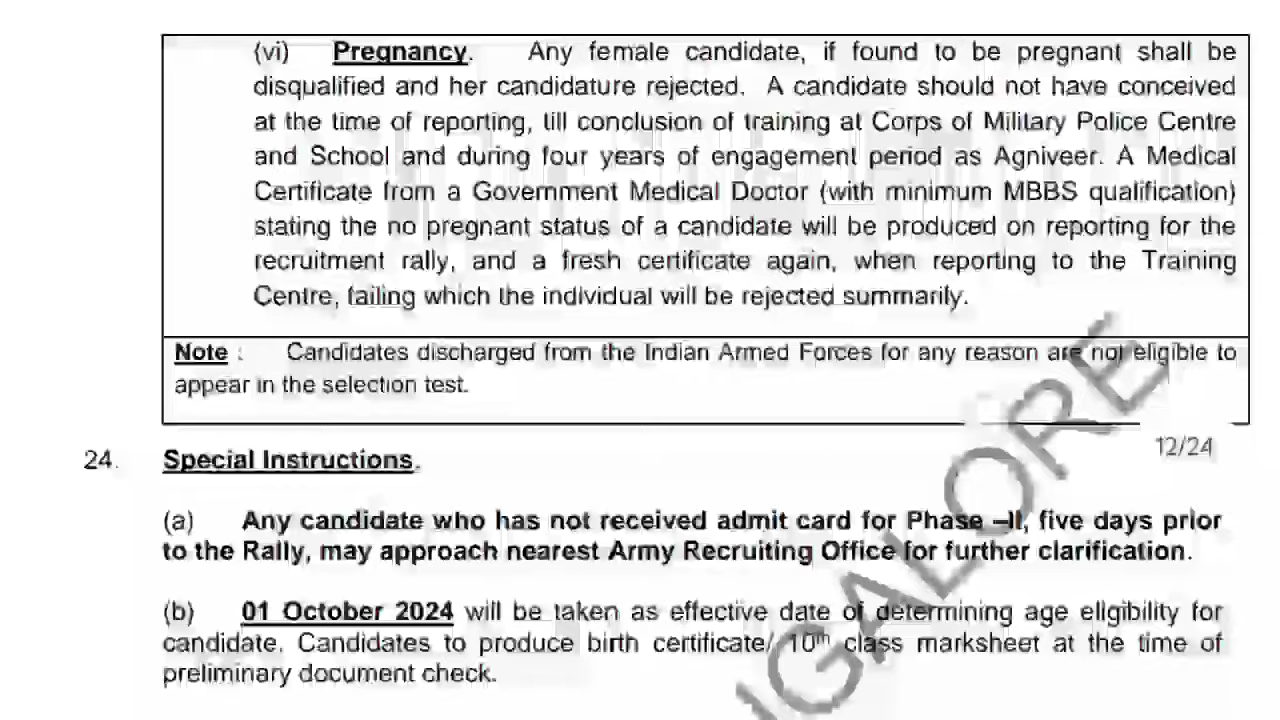 (vi) Pregnancy. Any female candidate, if found to be pregnant shall be
disqualified and her candidature rejected. A candidate should not have conceived
at the time of reporting, till conclusion of training at Corps of Military Police Centre
and School and during four years of engagement period as Agniveer. A Medical
Certificate from a Government Medical Doctor (with minimum MBBS qualification)
stating the no pregnant status of a candidate will be produced on reporting for the
recruitment rally, and a fresh certificate again, when reporting to the Training
Centre, failing which the individual will be rejected summarily.
Note : Candidates discharged from the Indian Armed Forces for any reason are not eligible to
appear in the selection test.
12/24
24. Special Instructions.
(a) Any candidate who has not received admit card for Phase –II, five days prior
to the Rally, may approach nearest Army Recruiting Office for further clarification.
(b) 01 October 2024 will be taken as effective date of determining age eligibility for
candidate. Candidates to produce birth certificate/ 10th class marksheet at the time of
preliminary document check.
NGALORE